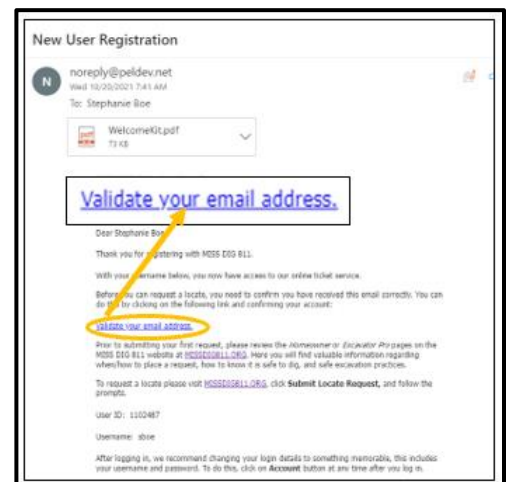 New User Registration
N
noreply@peldev.net
Wed 10/20/2021 7:41 AM
To: Stephanie Boe
pdf
WelcomeKit.pdf
73 KB
Validate your email address.
Dear Stephanie Boe
Thank you for registering with MISS DIG 811.
With your username below, you now have access to our online ticket service.
Before you can request a locate, you need to confirm you have received this email correctly. You can
do this by clicking on the following link and confirming your account:
Validate your email address.
Prior to submitting your first request, please review the Homeowner or Excavator Pro pages on the
MISS DIG 811 website at MISSDIG811.ORG. Here you will find valuable information regarding
when/how to place a request, how to know it is safe to dig, and safe excavation practices.
To request a locate please visit MISSDIG811.ORG, click Submit Locate Request, and follow the
prompts.
User ID: 1102487
Username: sboe
After logging in, we recommend changing your login details to something memorable, this includes
your username and password. To do this, click on Account button at any time after you log in.